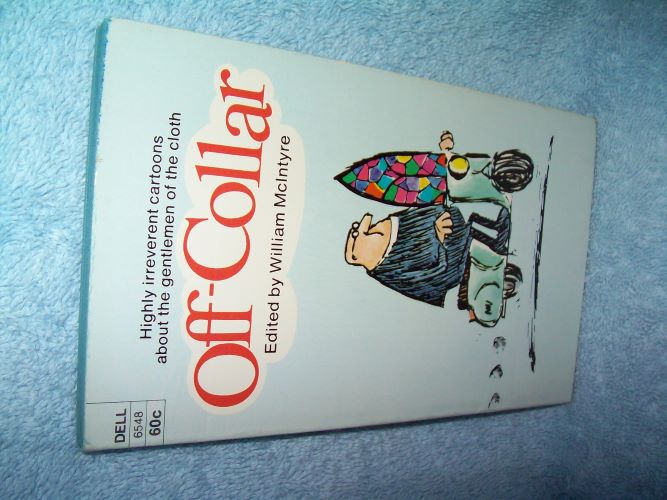 DELL
6548
60c
Highly irreverent cartoons
about the gentlemen of the cloth
Off-Collar
Edited by William McIntyre